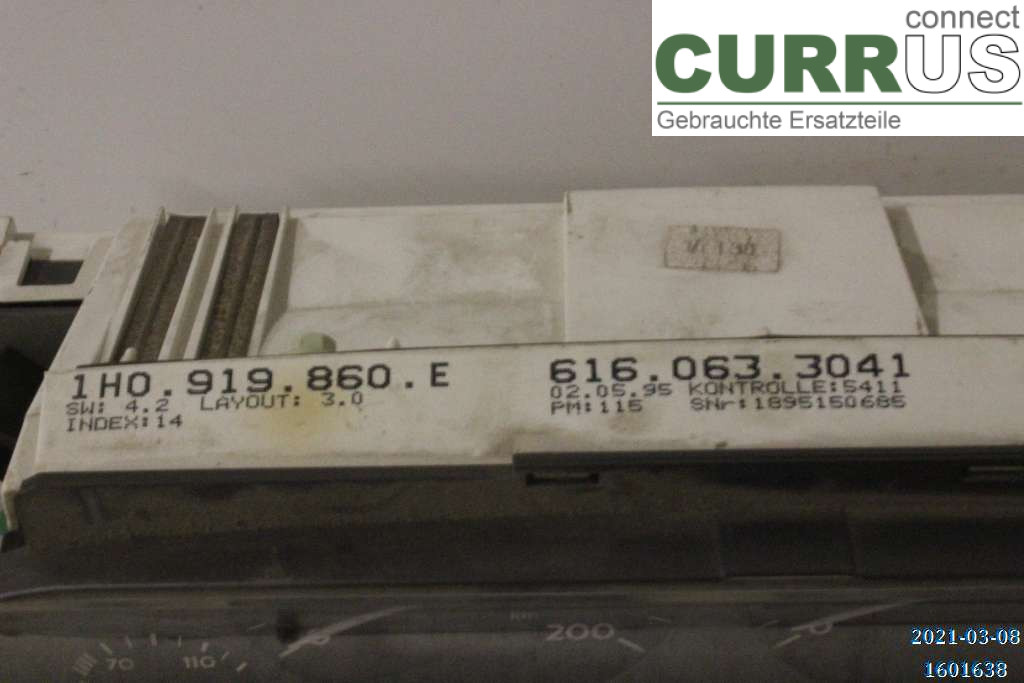 connect
CURRUS
Gebrauchte Ersatzteile
1H0.919.860.E
SW: 4.2 LAYOUT: 3.0
INDEX:14
616.063.3041
02.05.95 KONTROLLE:5411
PM:115 SNr:1895150685
70 110
200
2021-03-08
1601638